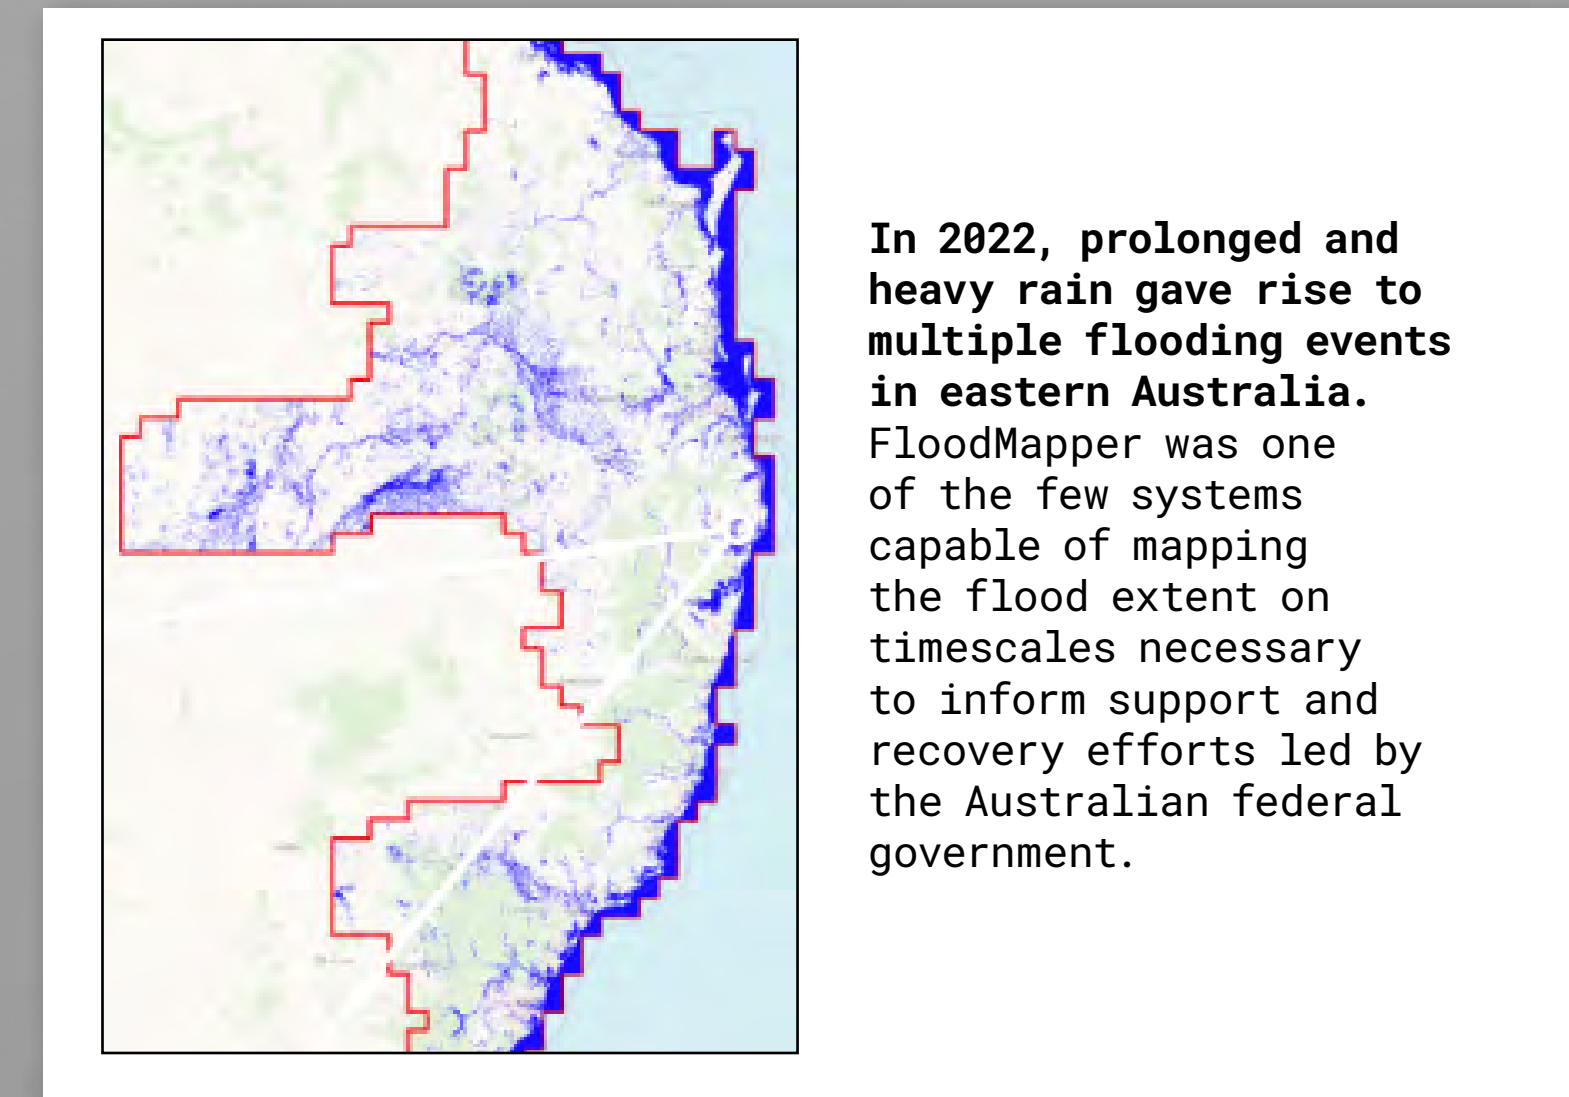 In 2022, prolonged and
heavy rain gave rise to
multiple flooding events
in eastern Australia.
FloodMapper was one
of the few systems
capable of mapping
the flood extent on
timescales necessary
to inform support and
recovery efforts led by
the Australian federal
government.